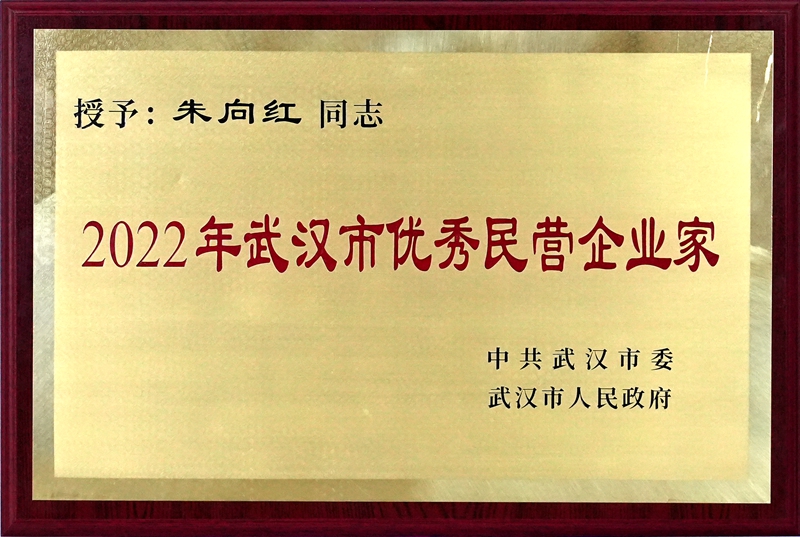 授予：朱向红 同志
2022年武汉市优秀民营企业家
中共武汉市委
武汉市人民政府